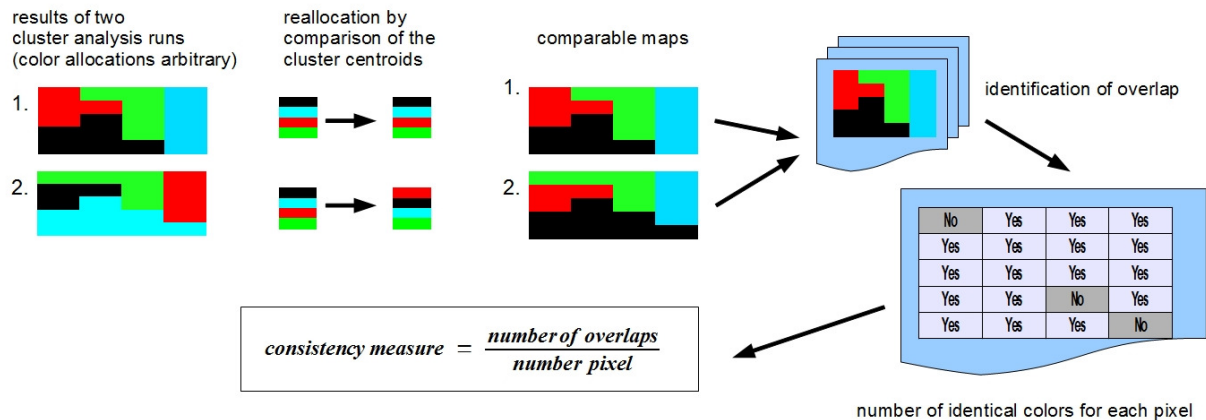 results of two
cluster analysis runs
(color allocations arbitrary)
reallocation by
comparison of the
cluster centroids
comparable maps
1.
2.
1.
2.
identification of overlap
No Yes Yes Yes
Yes Yes Yes Yes
Yes Yes Yes Yes
Yes Yes No Yes
Yes Yes Yes No
consistency measure = number of overlaps
number pixel
number of identical colors for each pixel